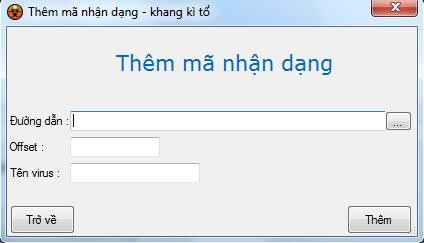 Thêm mã nhận dạng - khang kì tổ
Thêm mã nhận dạng
Đường dẫn : ...
Offset :
Tên virus :
Trở về Thêm